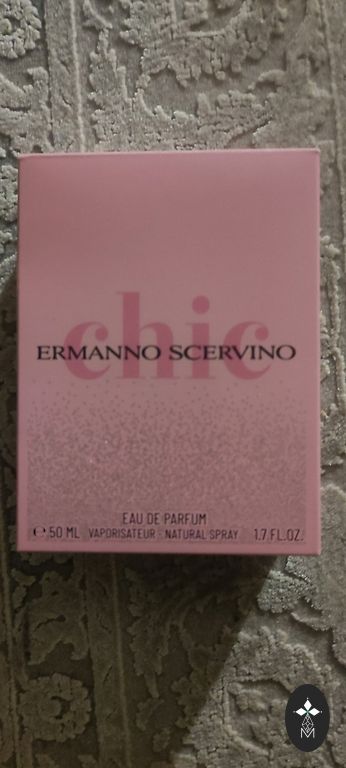 chic
ERMANNO SCERVINO
EAU DE PARFUM
℮ 50 ML VAPORISATEUR - NATURAL SPRAY 1.7 FL.OZ.
M